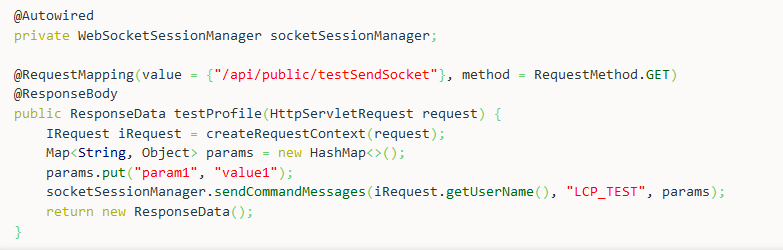 @Autowired
private WebSocketSessionManager socketSessionManager;
@RequestMapping(value = {"/api/public/testSendSocket"}, method = RequestMethod.GET)
@ResponseBody
public ResponseData testProfile(HttpServletRequest request) {
    IRequest iRequest = createRequestContext(request);
    Map<String, Object> params = new HashMap<>();
    params.put("param1", "value1");
    socketSessionManager.sendCommandMessages(iRequest.getUserName(), "LCP_TEST", params);
    return new ResponseData();
}